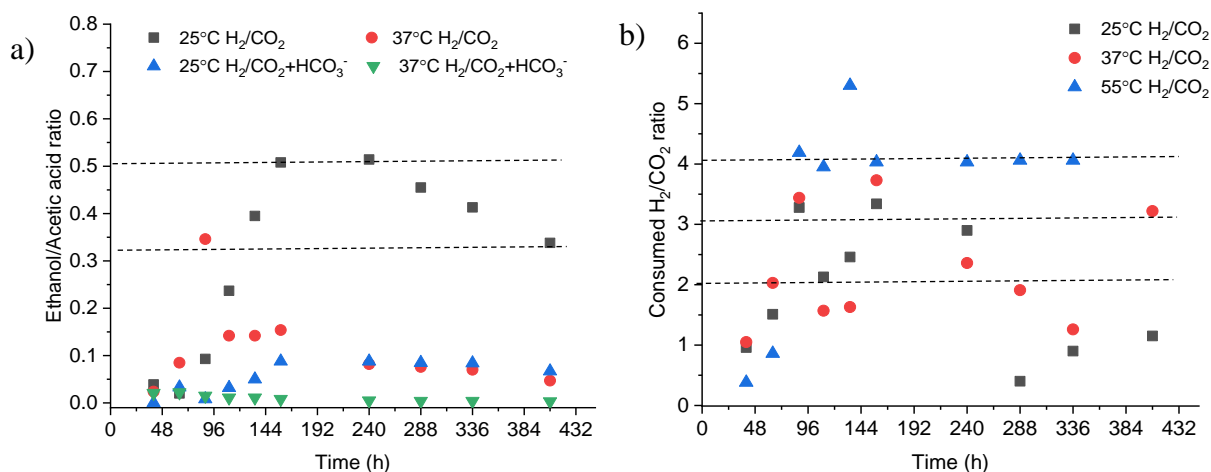 a)
0.8
0.7
0.6
0.5
0.4
0.3
0.2
0.1
0.0
Ethanol/Acetic acid ratio
25°C H₂/CO₂
37°C H₂/CO₂
25°C H₂/CO₂+HCO₃⁻
37°C H₂/CO₂+HCO₃⁻
0 48 96 144 192 240 288 336 384 432
Time (h)
b)
6
5
4
3
2
1
0
Consumed H₂/CO₂ ratio
25°C H₂/CO₂
37°C H₂/CO₂
55°C H₂/CO₂
0 48 96 144 192 240 288 336 384 432
Time (h)